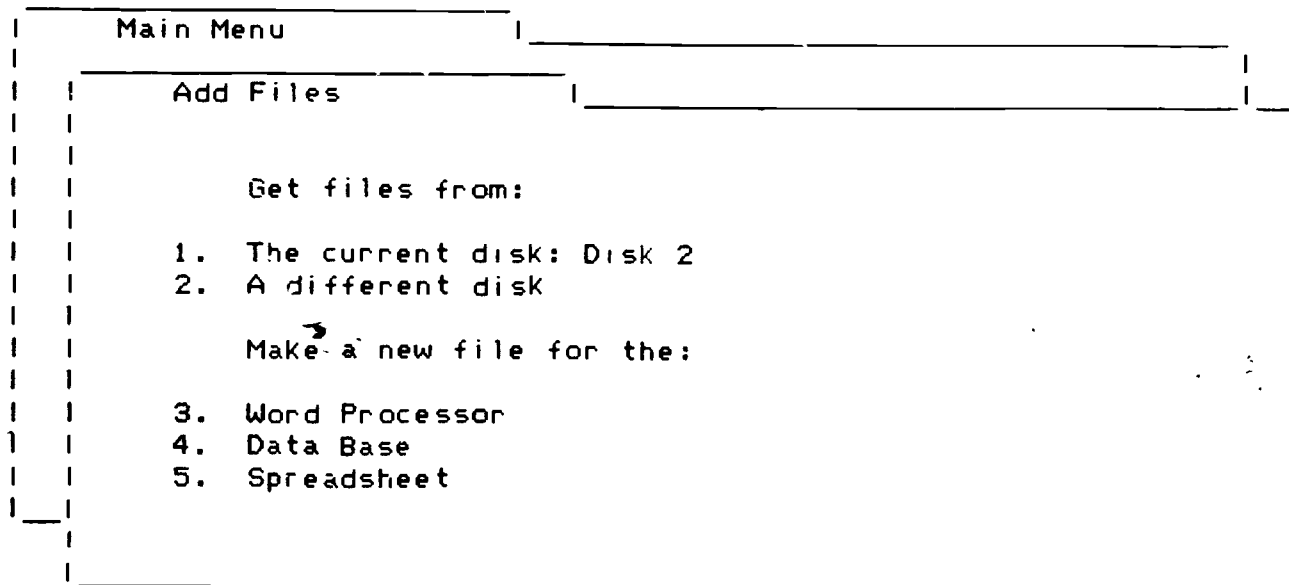 Main Menu
Add Files
Get files from:
1. The current disk: Disk 2
2. A different disk
Make a new file for the:
3. Word Processor
4. Data Base
5. Spreadsheet